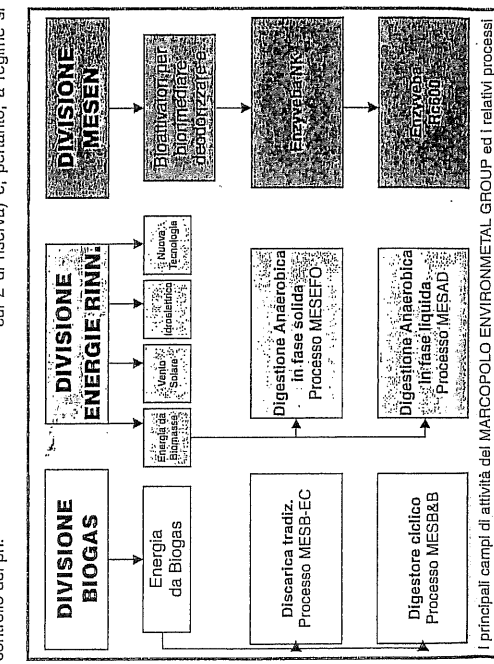 controllo del ph.
cui 2 di riserva) e, pertanto, a regime si
DIVISIONE
BIOGAS
Energia
da Biogas
Discarica tradiz.
Processo MESB-EC
Digestore ciclico
Processo MESB&B
DIVISIONE
ENERGIE RINN.
Energia da
Biomasse
Vento
Solare
Idroelettrico
Nuova
Tecnologia
Digestione Anaerobica
in fase solida
Processo MESEFO
Digestione Anaerobica
In fase liquida
Processo MESAD
DIVISIONE
MESEN
Bioattivatori per
biorimediare e
deodorizzare
Enzyveba
Enzyveba
I principali campi di attività del MARCOPOLO ENVIRONMETAL GROUP ed i relativi processi